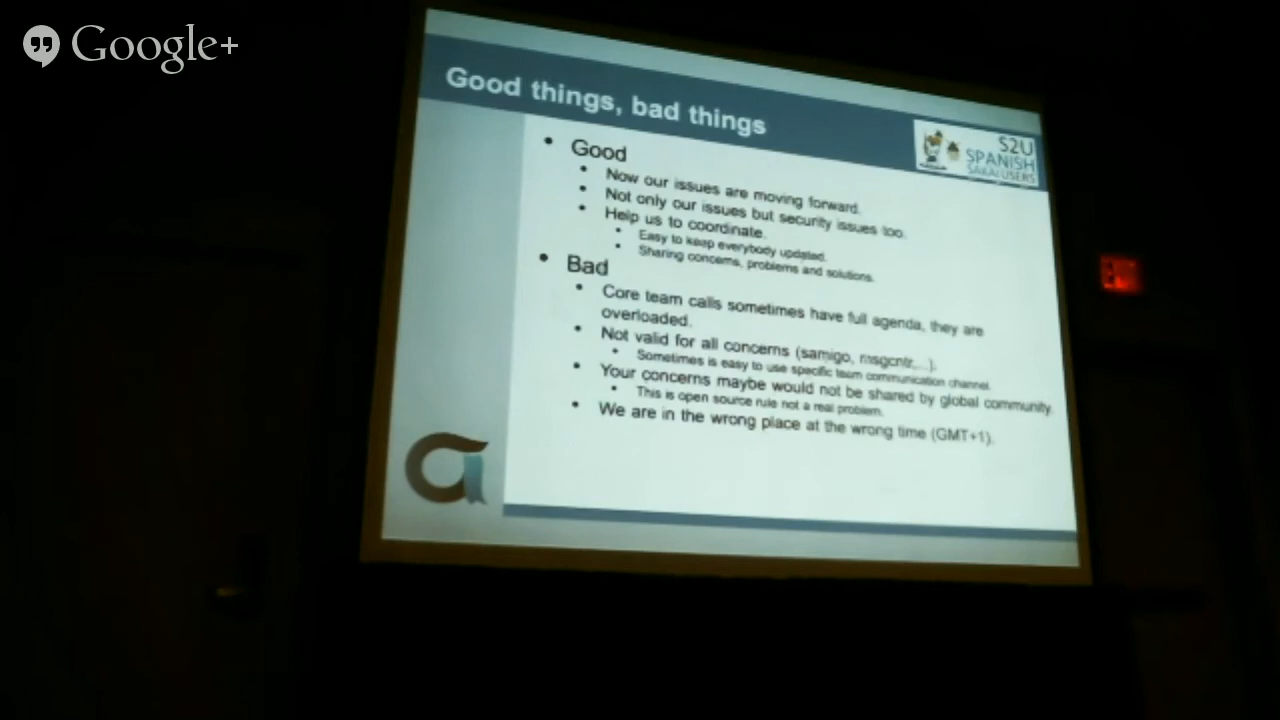 Google+
Good things, bad things
S2U
SPANISH
SAKAI USERS
• Good
• Now our issues are moving forward.
• Not only our issues but security issues too.
• Help us to coordinate.
• Easy to keep everybody updated.
• Sharing concerns, problems and solutions.
• Bad
• Core team calls sometimes have full agenda, they are
overloaded.
• Not valid for all concerns (samigo, msgcntr,...).
• Sometimes is easy to use specific team communication channel.
• Your concerns maybe would not be shared by global community.
• This is open source rule not a real problem.
• We are in the wrong place at the wrong time (GMT+1).